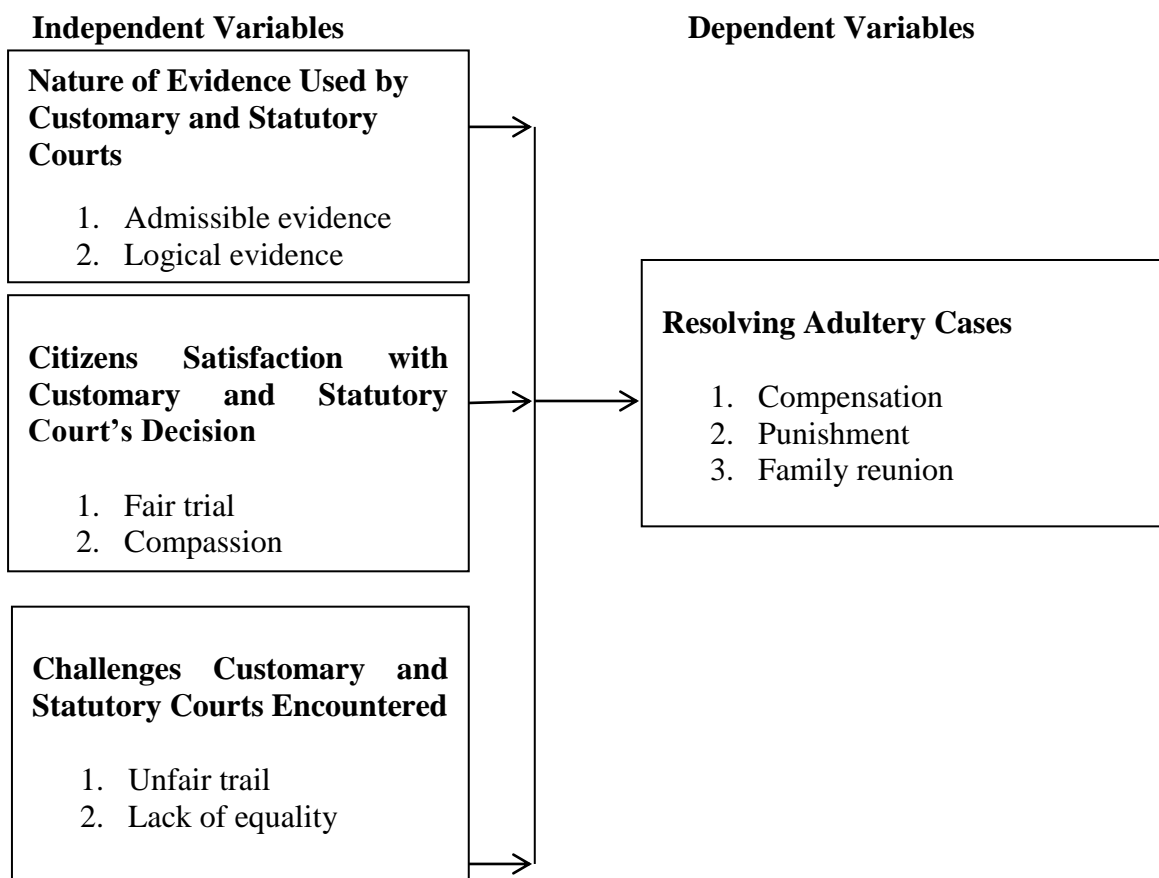 Independent Variables
Dependent Variables
Nature of Evidence Used by
Customary and Statutory
Courts
1. Admissible evidence
2. Logical evidence
Citizens Satisfaction with
Customary and Statutory
Court’s Decision
1. Fair trial
2. Compassion
Challenges Customary and
Statutory Courts Encountered
1. Unfair trail
2. Lack of equality
Resolving Adultery Cases
1. Compensation
2. Punishment
3. Family reunion